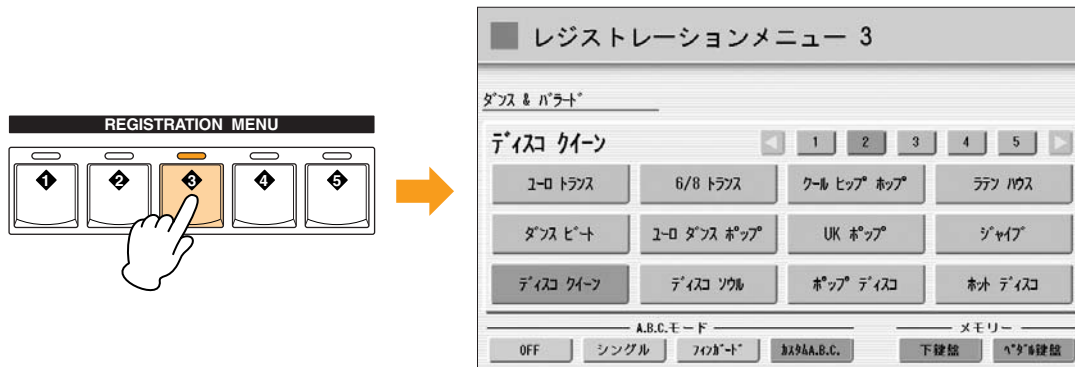 REGISTRATION MENU
1 2 3 4 5
レジストレーションメニュー 3
ダンス & バラード
ディスコ クイーン 1 2 3 4 5
ユーロ トランス 6/8 トランス クール ヒップ ホップ ラテン ハウス
ダンス ビート ユーロ ダンス ポップ UK ポップ ジャイブ
ディスコ クイーン ディスコ ソウル ポップ ディスコ ホット ディスコ
A.B.C.モード メモリー
OFF シングル フィンガード カスタムA.B.C. 下鍵盤 ペダル鍵盤